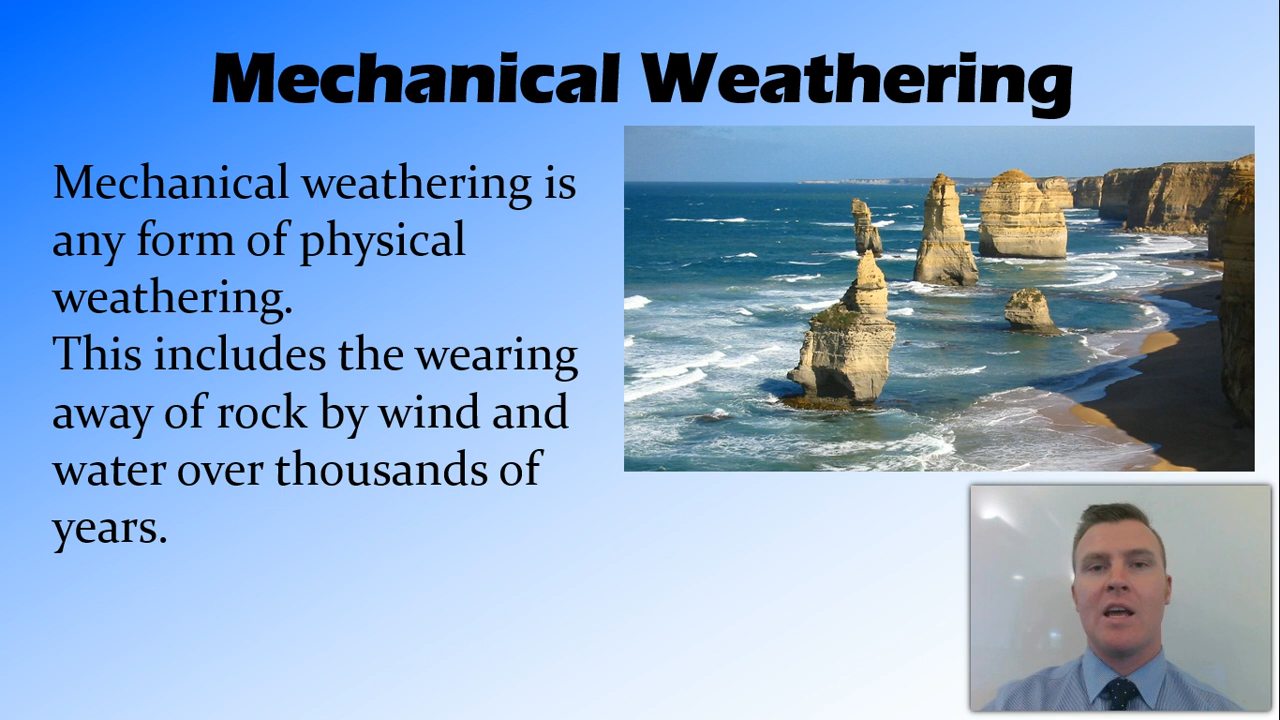 Mechanical Weathering
Mechanical weathering is
any form of physical
weathering.
This includes the wearing
away of rock by wind and
water over thousands of
years.